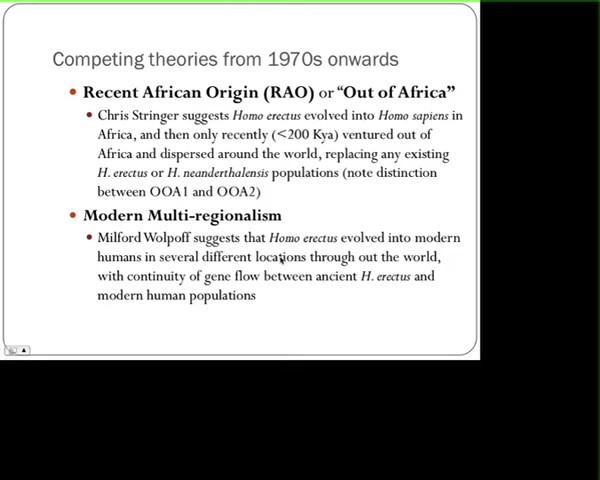 Competing theories from 1970s onwards
• Recent African Origin (RAO) or “Out of Africa”
• Chris Stringer suggests Homo erectus evolved into Homo sapiens in
Africa, and then only recently (<200 Kya) ventured out of
Africa and dispersed around the world, replacing any existing
H. erectus or H. neanderthalensis populations (note distinction
between OOA1 and OOA2)
• Modern Multi-regionalism
• Milford Wolpoff suggests that Homo erectus evolved into modern
humans in several different locations through out the world,
with continuity of gene flow between ancient H. erectus and
modern human populations